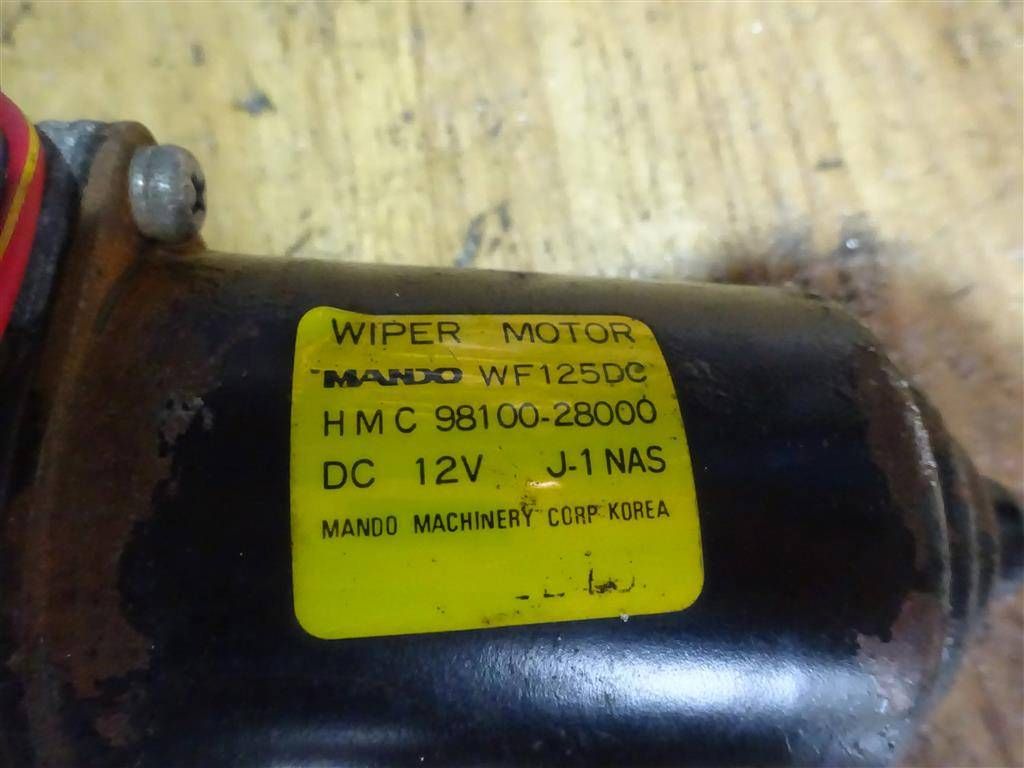 WIPER MOTOR
MANDO WF125DC
HMC 98100-28000
DC 12V J-1 NAS
MANDO MACHINERY CORP KOREA